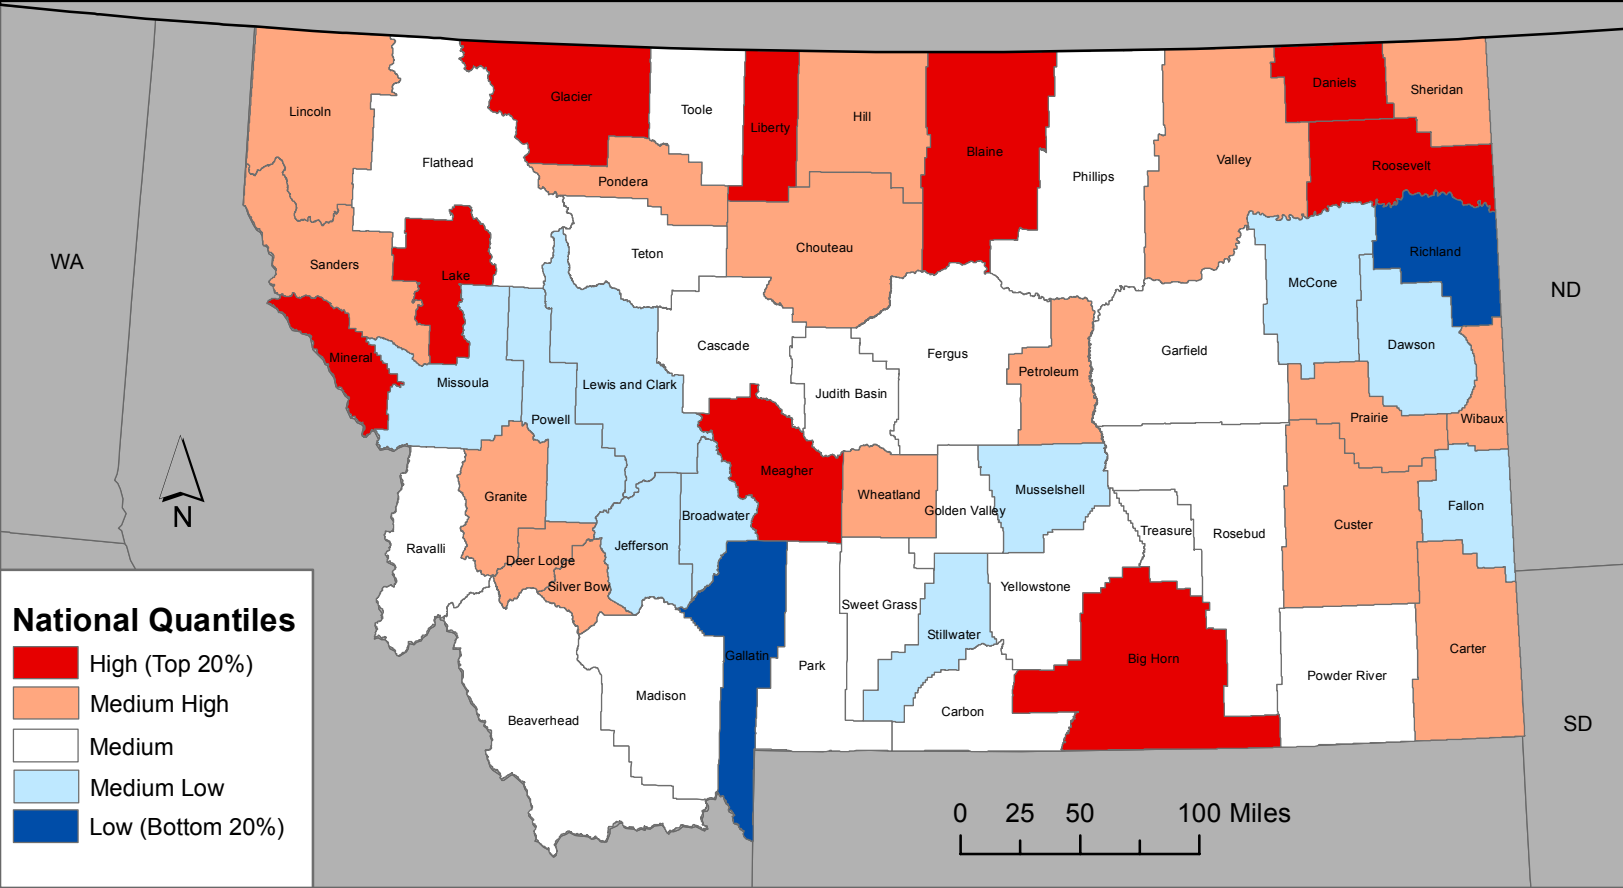 Daniels
Sheridan
Glacier
Toole
Lincoln
Hill
Liberty
Blaine
Valley
Roosevelt
Flathead
Phillips
Pondera
Chouteau
Teton
Richland
WA
Sanders
Lake
McCone
ND
Cascade
Dawson
Fergus
Garfield
Mineral
Petroleum
Missoula
Lewis and Clark
Judith Basin
Powell
Prairie
Wibaux
Meagher
Musselshell
Granite
Wheatland
Golden Valley
Fallon
N
Broadwater
Custer
Treasure
Rosebud
Ravalli
Jefferson
Deer Lodge
Silver Bow
Yellowstone
Sweet Grass
Stillwater
Gallatin
Park
Big Horn
Carter
Powder River
Madison
Carbon
Beaverhead
SD
National Quantiles
High (Top 20%)
Medium High
Medium
Medium Low
Low (Bottom 20%)
0 25 50 100 Miles